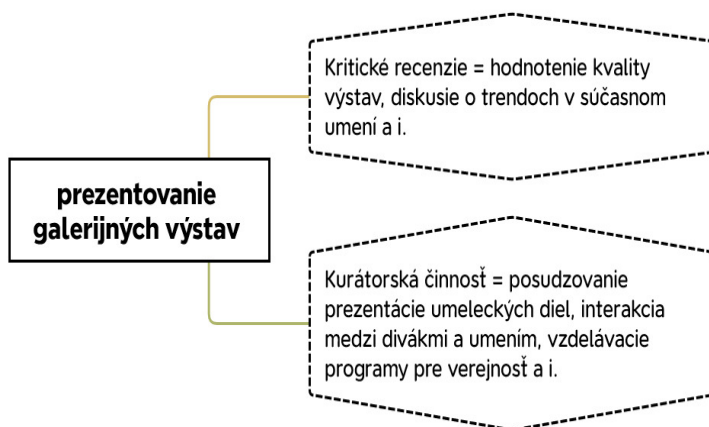 prezentovanie
galerijných výstav
Kritické recenzie = hodnotenie kvality
výstav, diskusie o trendoch v súčasnom
umení a i.
Kurátorská činnosť = posudzovanie
prezentácie umeleckých diel, interakcia
medzi divákmi a umením, vzdelávacie
programy pre verejnosť a i.